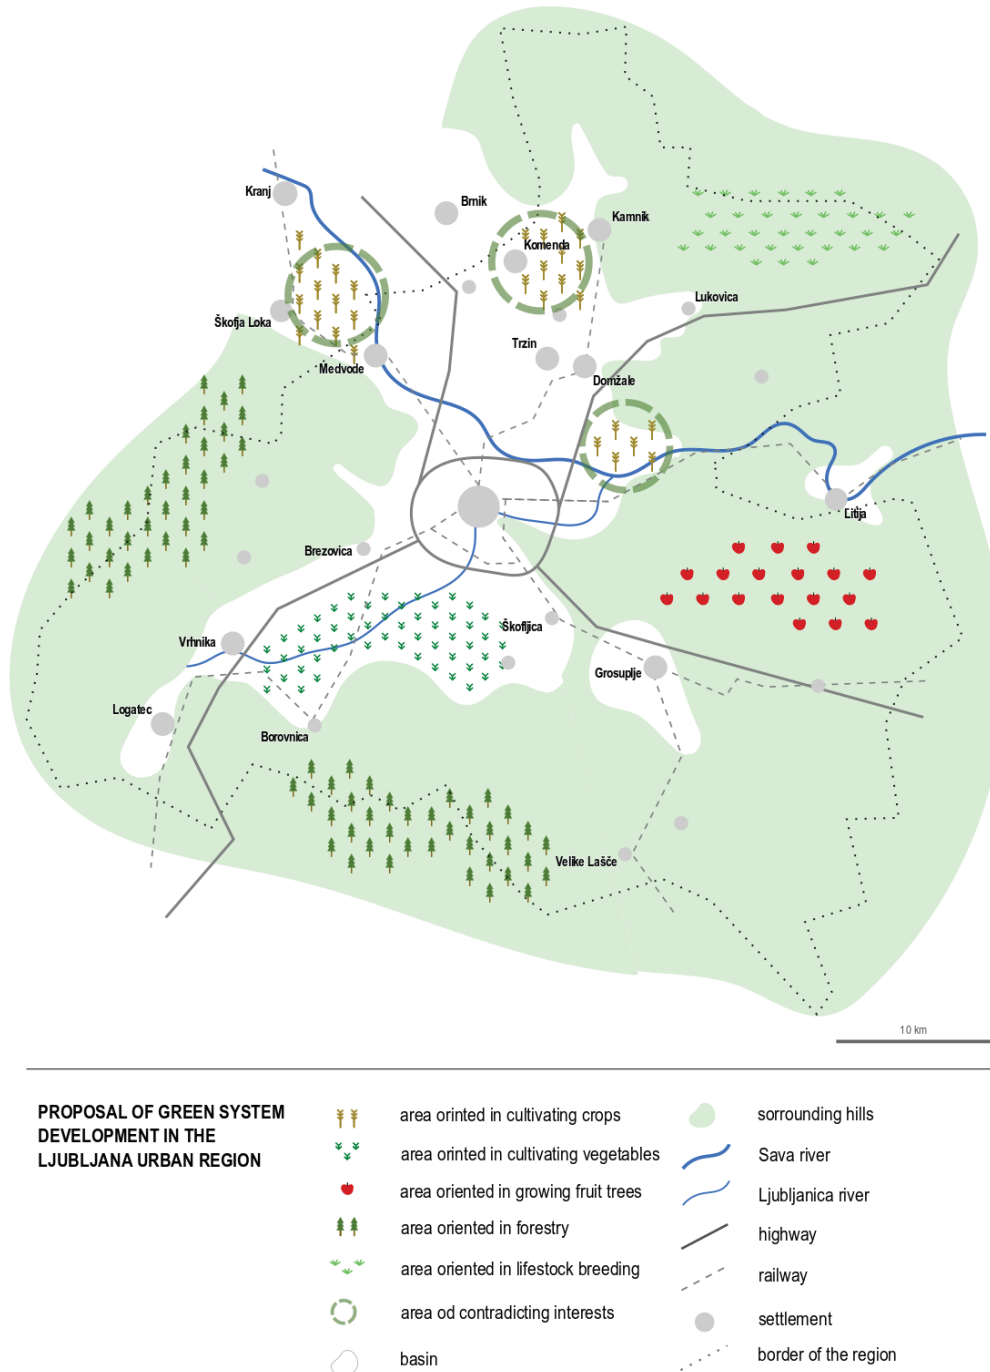 Kranj
Brnik
Kamnik
Komenda
Lukovica
Škofja Loka
Trzin
Medvode
Domžale
Litija
Brezovica
Škofljica
Vrhnika
Grosuplje
Logatec
Borovnica
Velike Lašče
10 km
PROPOSAL OF GREEN SYSTEM
DEVELOPMENT IN THE
LJUBLJANA URBAN REGION
area orinted in cultivating crops
area orinted in cultivating vegetables
area oriented in growing fruit trees
area oriented in forestry
area oriented in lifestock breeding
area od contradicting interests
basin
sorrounding hills
Sava river
Ljubljanica river
highway
railway
settlement
border of the region